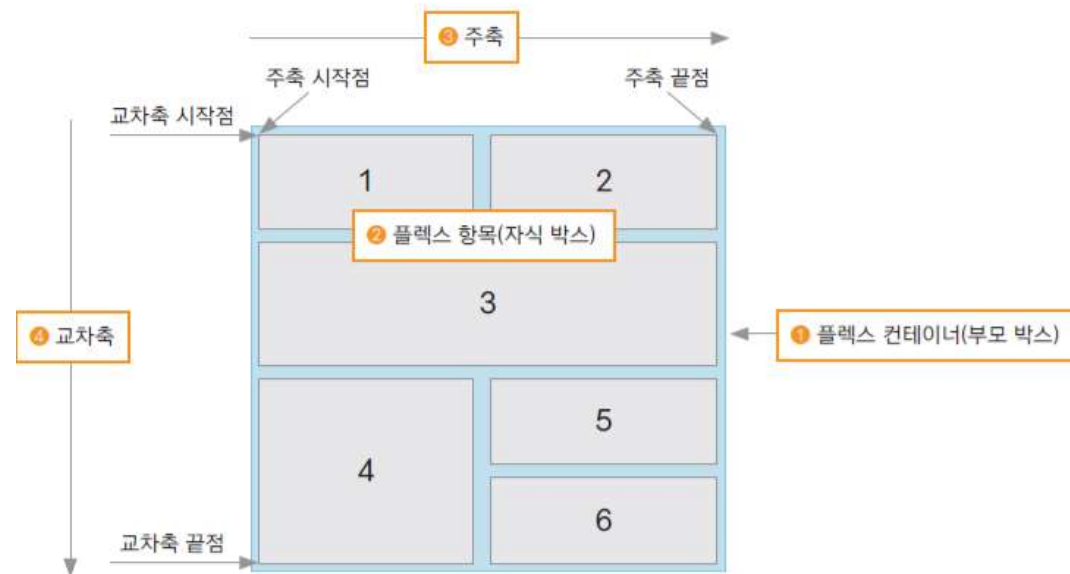 ❸ 주축
주축 시작점
주축 끝점
교차축 시작점
1
2
❷ 플렉스 항목(자식 박스)
3
❹ 교차축
❶ 플렉스 컨테이너(부모 박스)
4
5
6
교차축 끝점